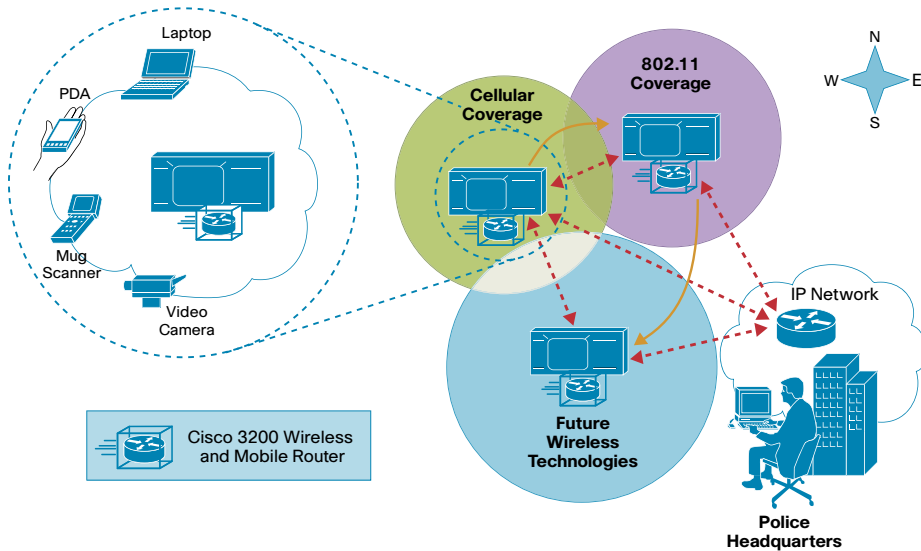 Laptop
PDA
Mug
Scanner
Video
Camera
Cellular
Coverage
802.11
Coverage
N
W
E
S
IP Network
Future
Wireless
Technologies
Cisco 3200 Wireless
and Mobile Router
Police
Headquarters